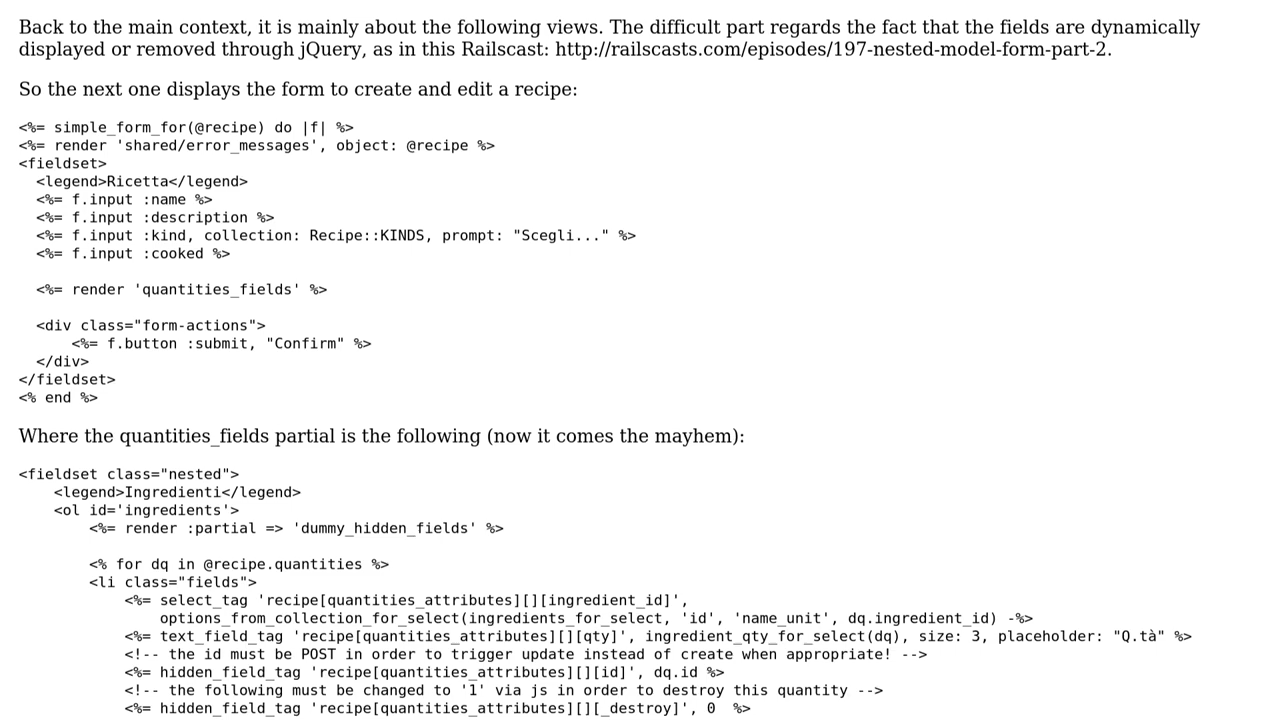 Back to the main context, it is mainly about the following views. The difficult part regards the fact that the fields are dynamically
displayed or removed through jQuery, as in this Railscast: http://railscasts.com/episodes/197-nested-model-form-part-2.
So the next one displays the form to create and edit a recipe:
<%= simple_form_for(@recipe) do |f| %>
<%= render 'shared/error_messages', object: @recipe %>
<fieldset>
  <legend>Ricetta</legend>
  <%= f.input :name %>
  <%= f.input :description %>
  <%= f.input :kind, collection: Recipe::KINDS, prompt: "Scegli..." %>
  <%= f.input :cooked %>
  <%= render 'quantities_fields' %>
  <div class="form-actions">
      <%= f.button :submit, "Confirm" %>
  </div>
</fieldset>
<% end %>
Where the quantities_fields partial is the following (now it comes the mayhem):
<fieldset class="nested">
    <legend>Ingredienti</legend>
    <ol id='ingredients'>
        <%= render :partial => 'dummy_hidden_fields' %>
        <% for dq in @recipe.quantities %>
        <li class="fields">
            <%= select_tag 'recipe[quantities_attributes][][ingredient_id]',
                options_from_collection_for_select(ingredients_for_select, 'id', 'name_unit', dq.ingredient_id) -%>
            <%= text_field_tag 'recipe[quantities_attributes][][qty]', ingredient_qty_for_select(dq), size: 3, placeholder: "Q.tà" %>
            <!-- the id must be POST in order to trigger update instead of create when appropriate! -->
            <%= hidden_field_tag 'recipe[quantities_attributes][][id]', dq.id %>
            <!-- the following must be changed to '1' via js in order to destroy this quantity -->
            <%= hidden_field_tag 'recipe[quantities_attributes][][_destroy]', 0  %>